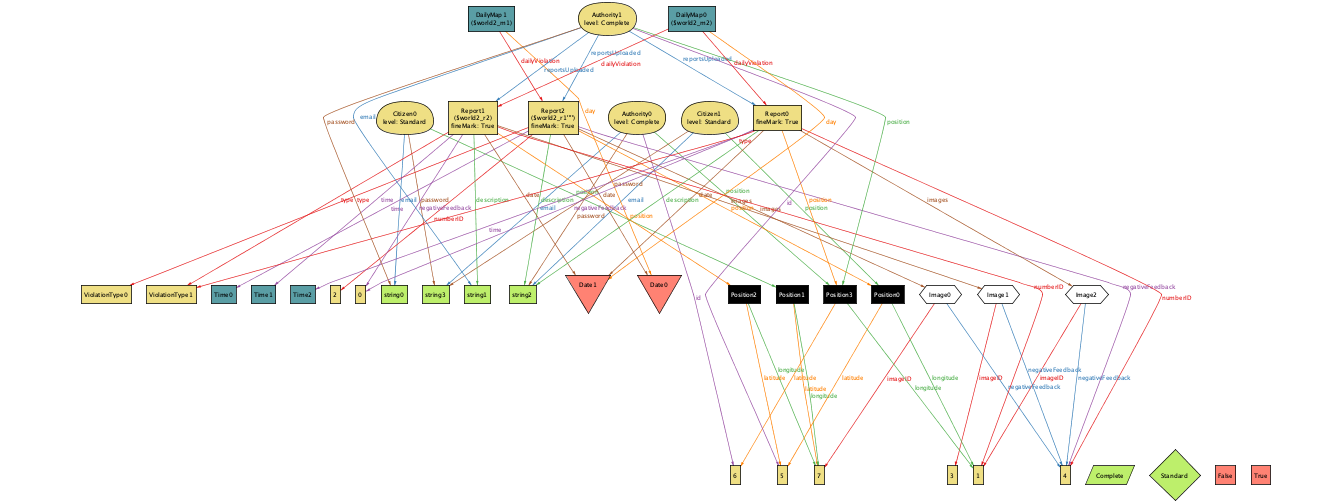 DailyMap1
($world2_m1)
Authority1
level: Complete
DailyMap0
($world2_m2)
reportsUploaded
dailyViolation
dailyViolation
reportsUploaded
dailyViolation
reportsUploaded
Citizen0
level: Standard
Report1
($world2_r2)
fineMark: True
Report2
($world2_r1"")
fineMark: True
Authority0
level: Complete
Citizen1
level: Standard
Report0
fineMark: True
password
email
day
day
position
type
password
position
type
type
time
email
password
description
date
description
date
email
description
position
date
images
position
images
time
negativeFeedback
email
negativeFeedback
position
images
id
position
numberID
password
position
time
ViolationType0
ViolationType1
Time0
Time1
Time2
2
0
string0
string3
string1
string2
Date1
Date0
Position2
Position1
Position3
Position0
Image0
Image1
Image2
numberID
negativeFeedback
numberID
id
longitude
latitude
latitude
latitude
longitude
latitude
longitude
imageID
longitude
imageID
negativeFeedback
imageID
negativeFeedback
negativeFeedback
6
5
7
3
1
4
Complete
Standard
False
True